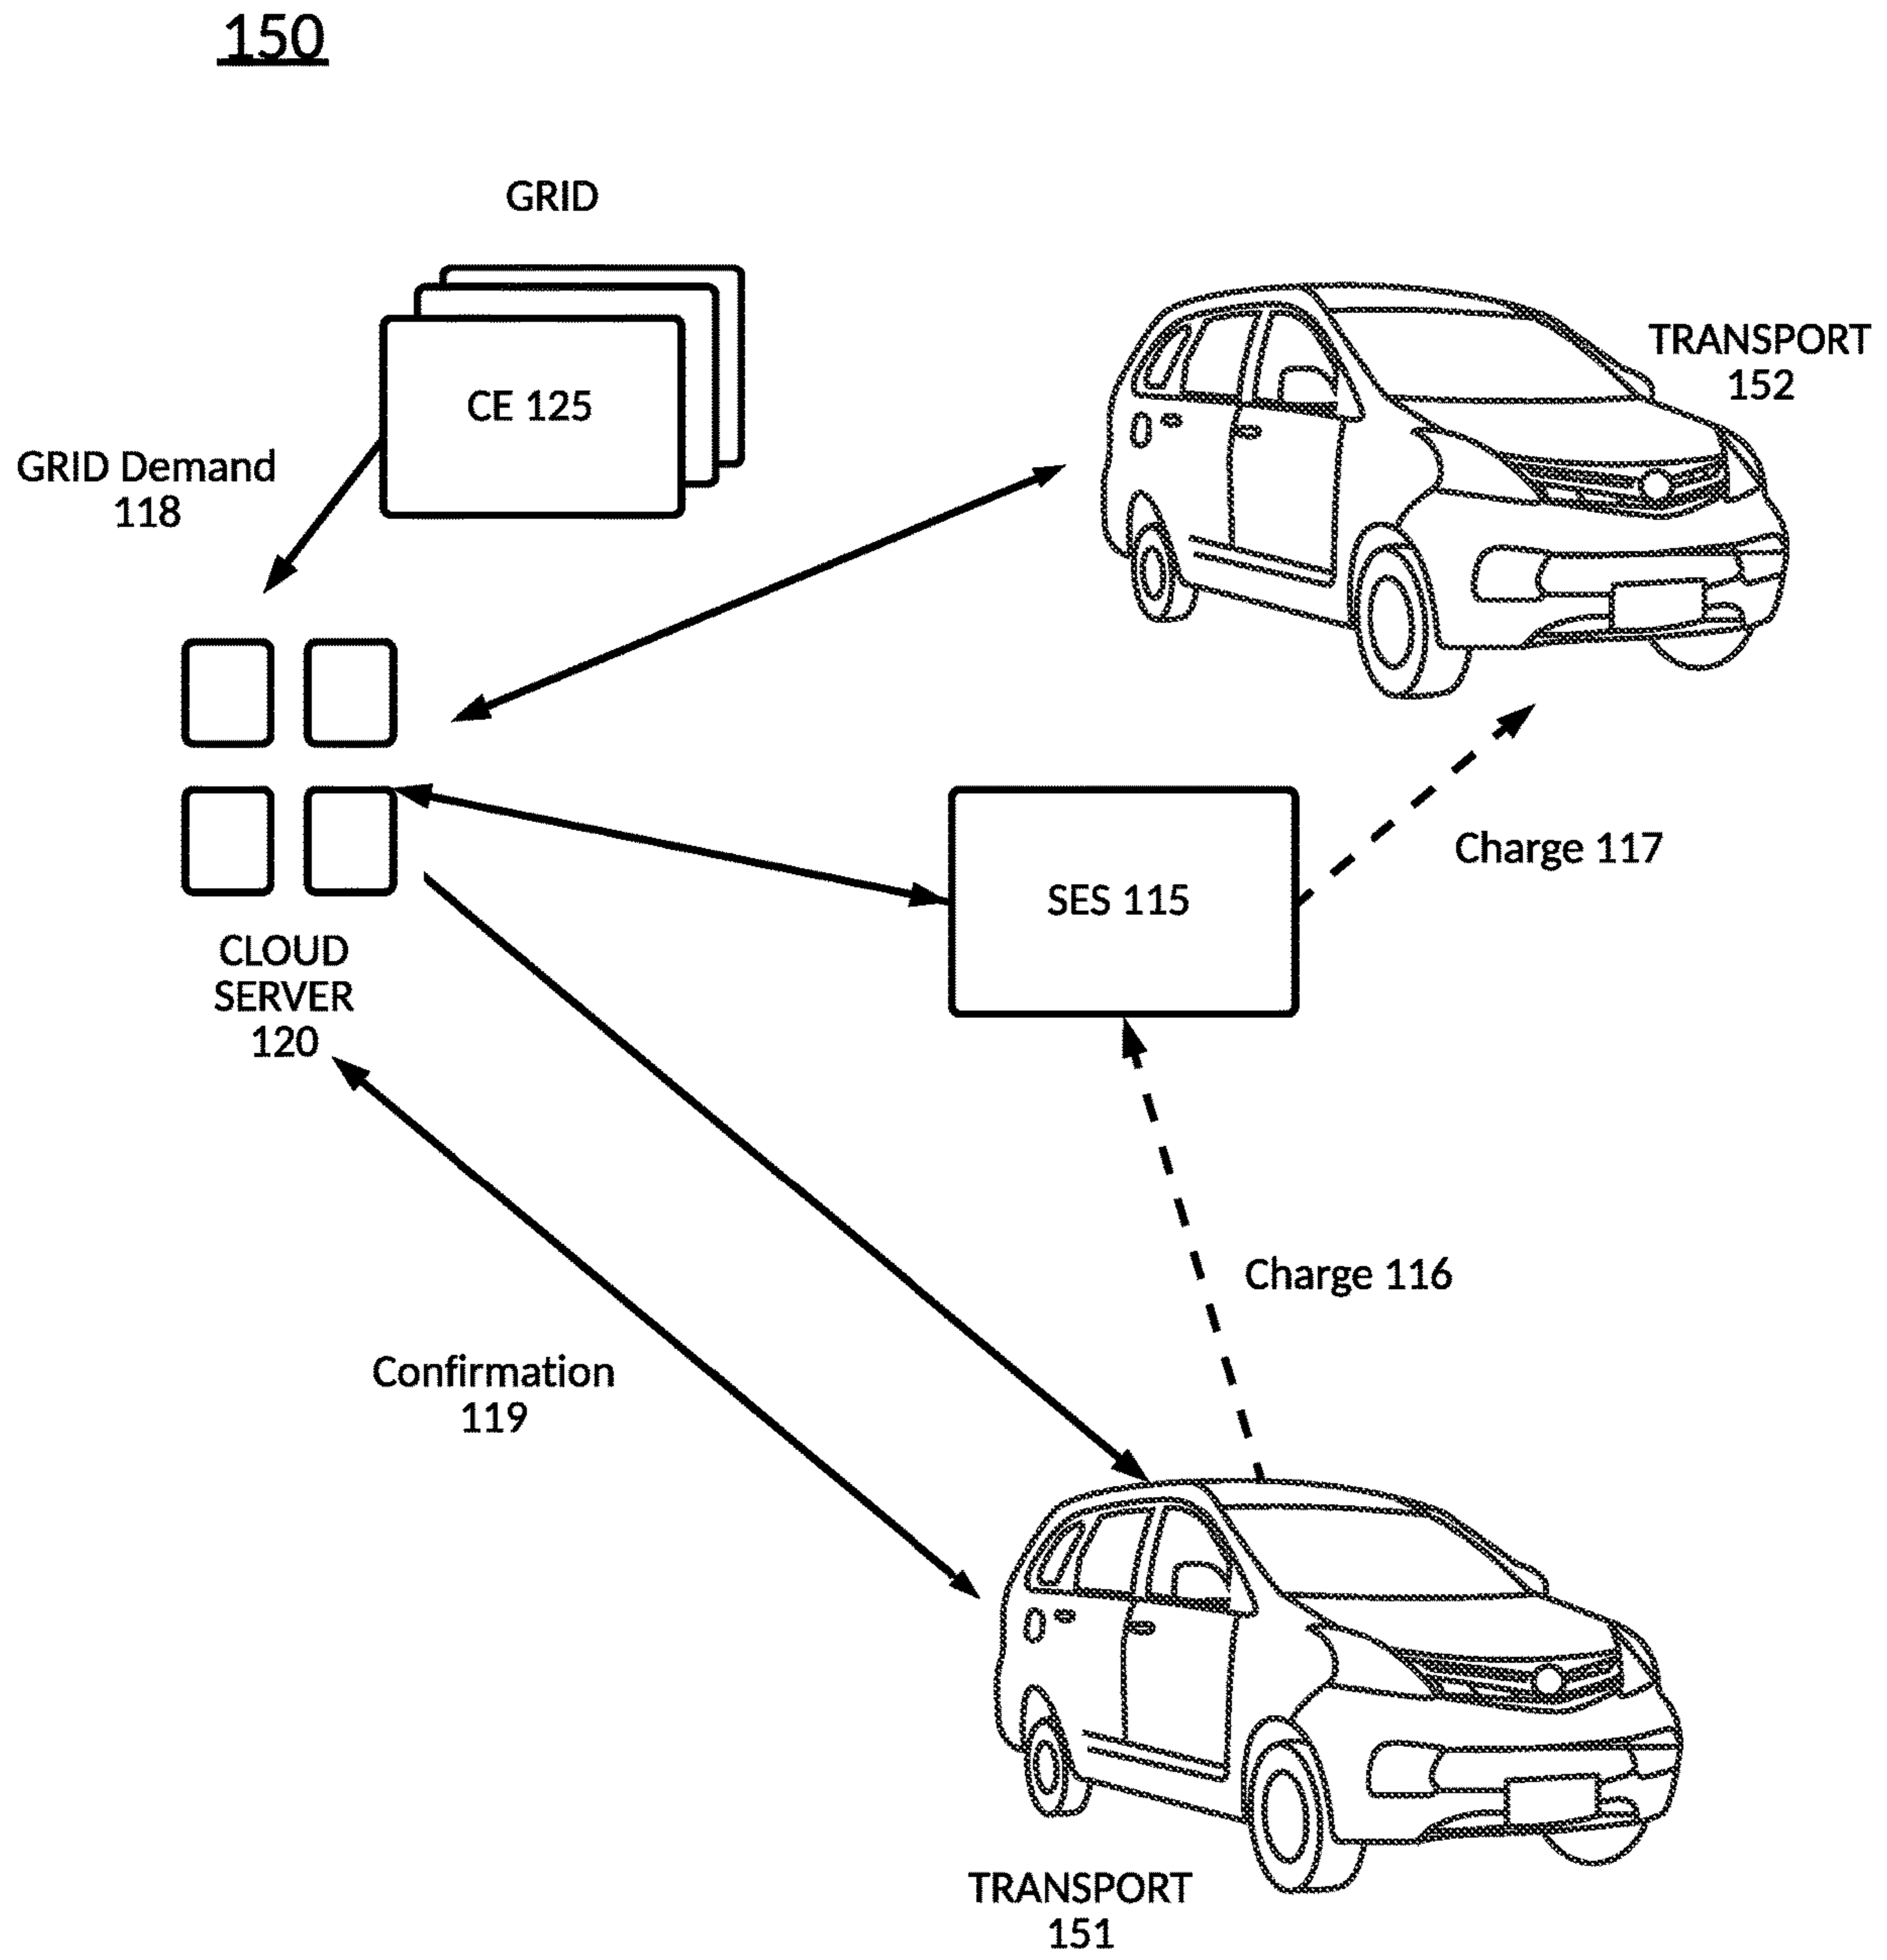 150
GRID
CE 125
TRANSPORT
152
GRID Demand
118
Charge 117
SES 115
CLOUD
SERVER
120
Charge 116
Confirmation
119
TRANSPORT
151